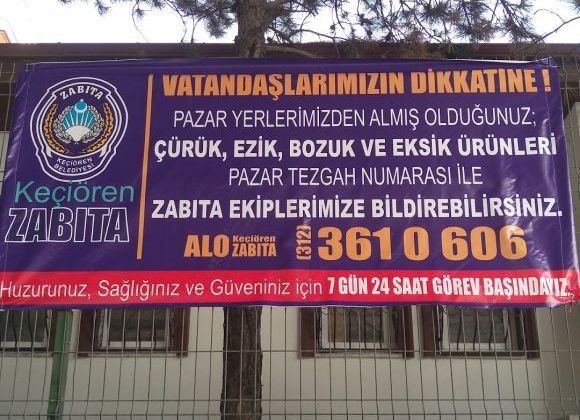 ZABITA
KEÇİÖREN
BELEDİYESİ
Keçiören
ZABITA
VATANDAŞLARIMIZIN DİKKATİNE !
PAZAR YERLERİMİZDEN ALMIŞ OLDUĞUNUZ;
ÇÜRÜK, EZİK, BOZUK VE EKSİK ÜRÜNLERİ
PAZAR TEZGAH NUMARASI İLE
ZABITA EKİPLERİMİZE BİLDİREBİLİRSİNİZ.
ALO Keçiören ZABITA (312) 361 0 606
Huzurunuz, Sağlığınız ve Güveniniz için 7 GÜN 24 SAAT GÖREV BAŞINDAYIZ.